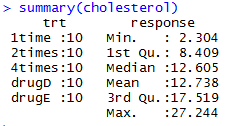 > summary(cholesterol)
trt response
1time :10 Min. : 2.304
2times:10 1st Qu.: 8.409
4times:10 Median :12.605
drugD :10 Mean :12.738
drugE :10 3rd Qu.:17.519
Max. :27.244